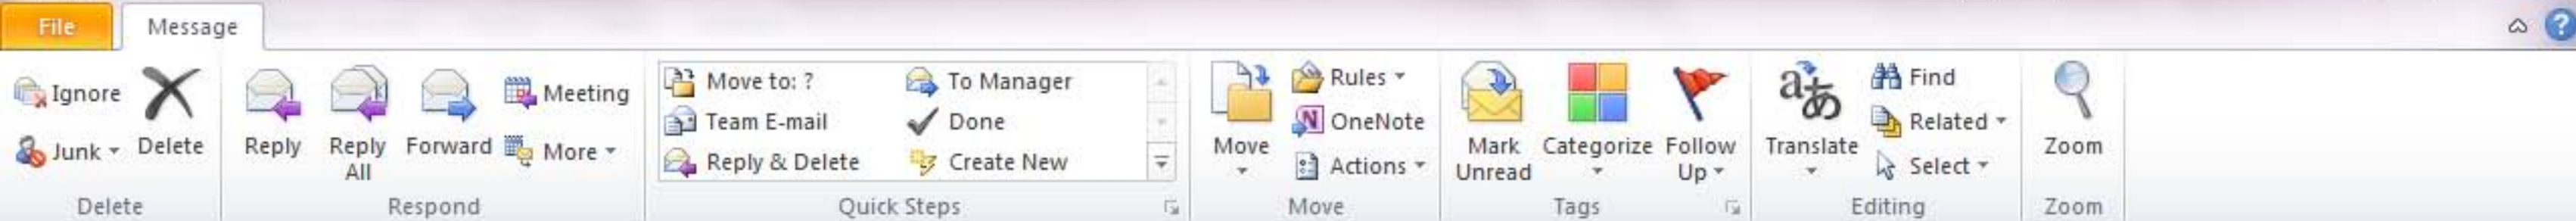 File
Message
Ignore
Junk
Delete
Delete
Reply
Reply
All
Forward
Meeting
More
Respond
Move to: ?
Team E-mail
Reply & Delete
To Manager
Done
Create New
Quick Steps
Move
Rules
OneNote
Actions
Move
Mark
Unread
Categorize
Follow
Up
Tags
Translate
Find
Related
Select
Editing
Zoom
Zoom